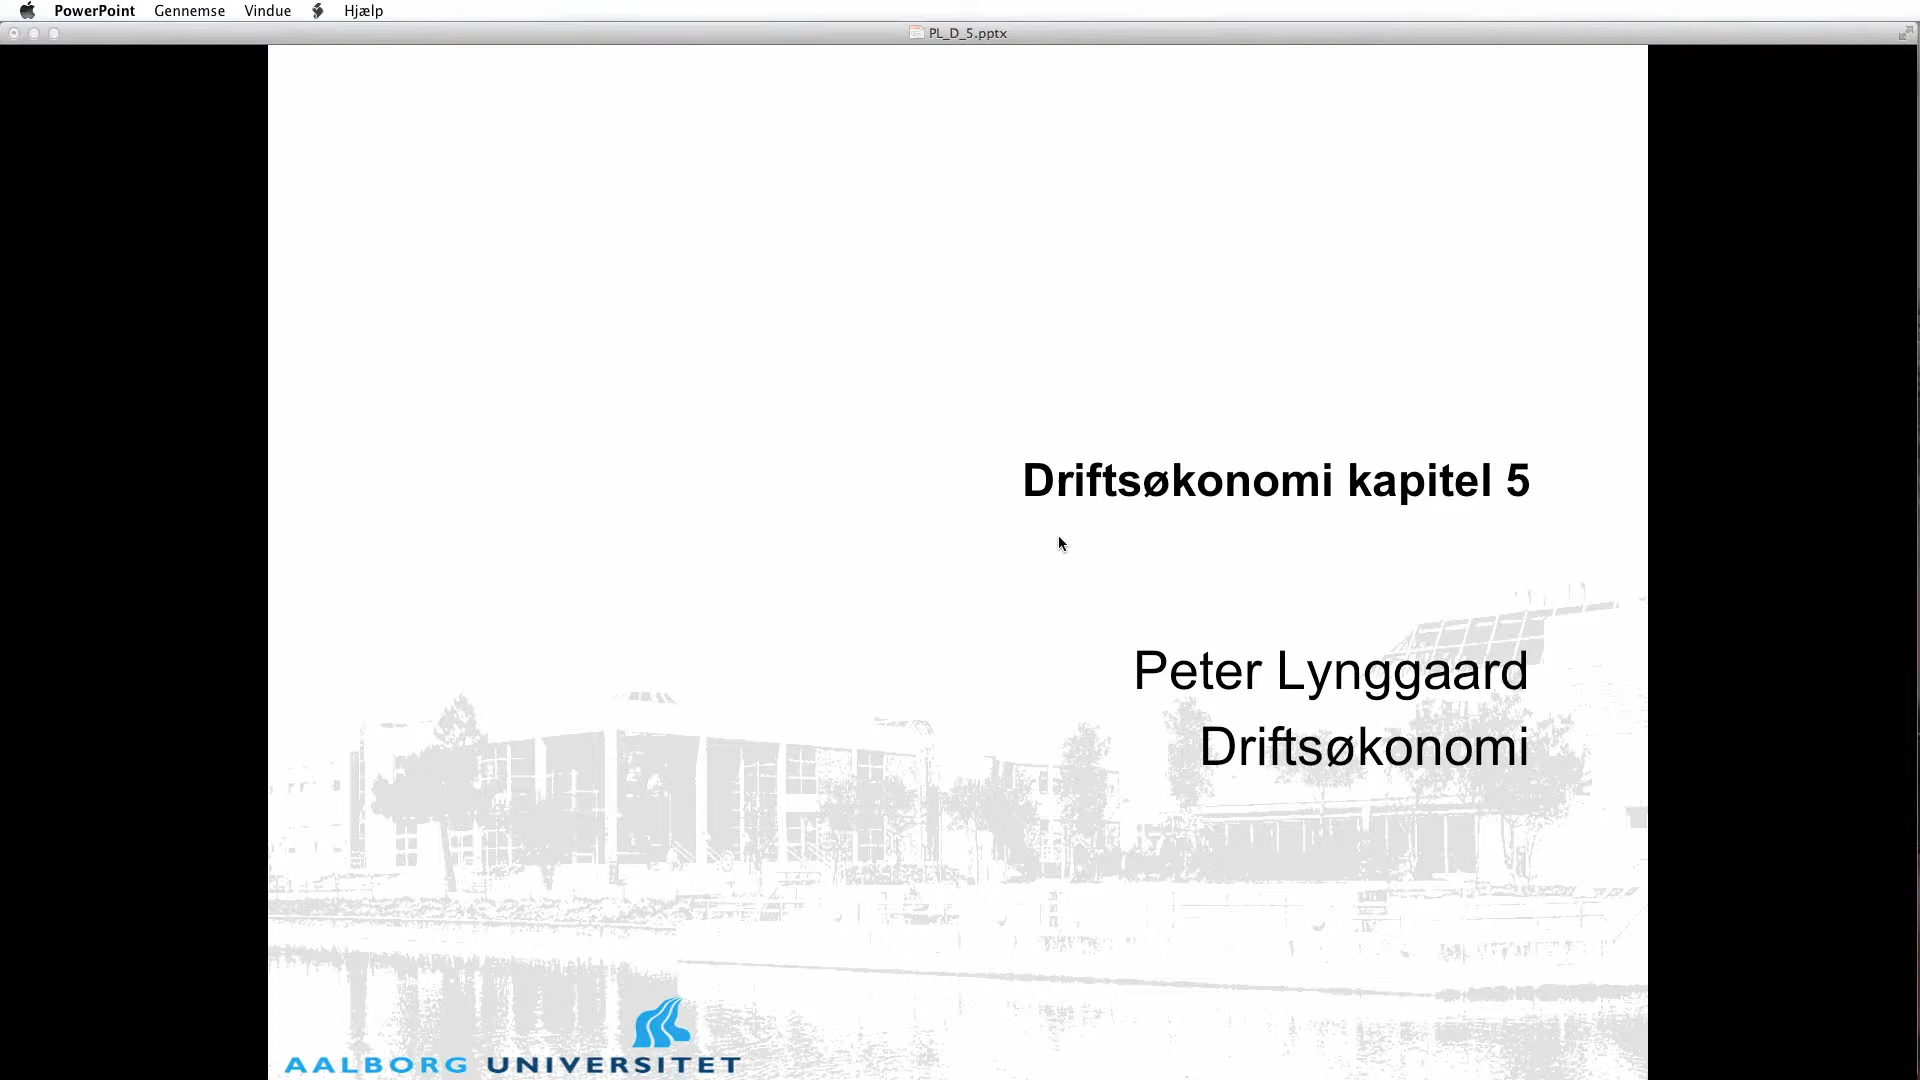 PowerPoint Gennemse Vindue Hjælp
PL_D_5.pptx
Driftsøkonomi kapitel 5
Peter Lynggaard
Driftsøkonomi
AALBORG UNIVERSITET